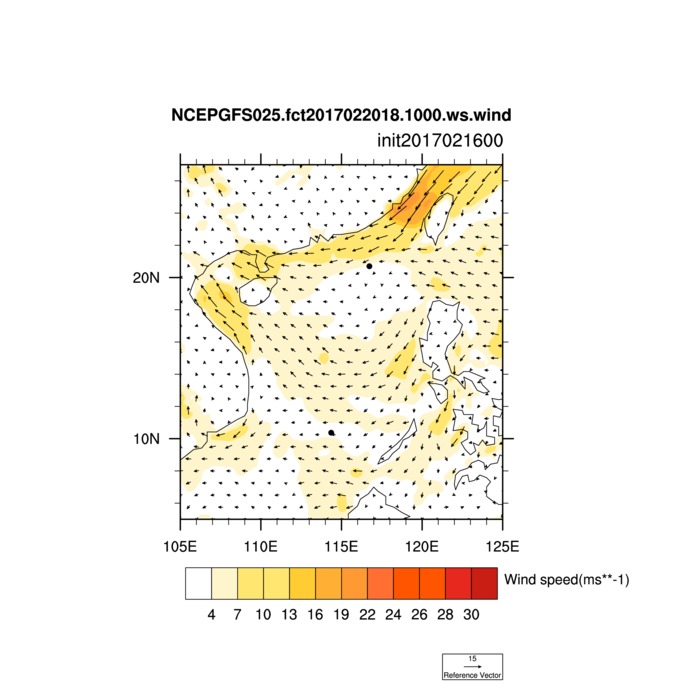 NCEPGFS025.fct2017022018.1000.ws.wind
init2017021600
20N
10N
105E 110E 115E 120E 125E
Wind speed(ms**-1)
4 7 10 13 16 19 22 24 26 28 30
15
Reference Vector